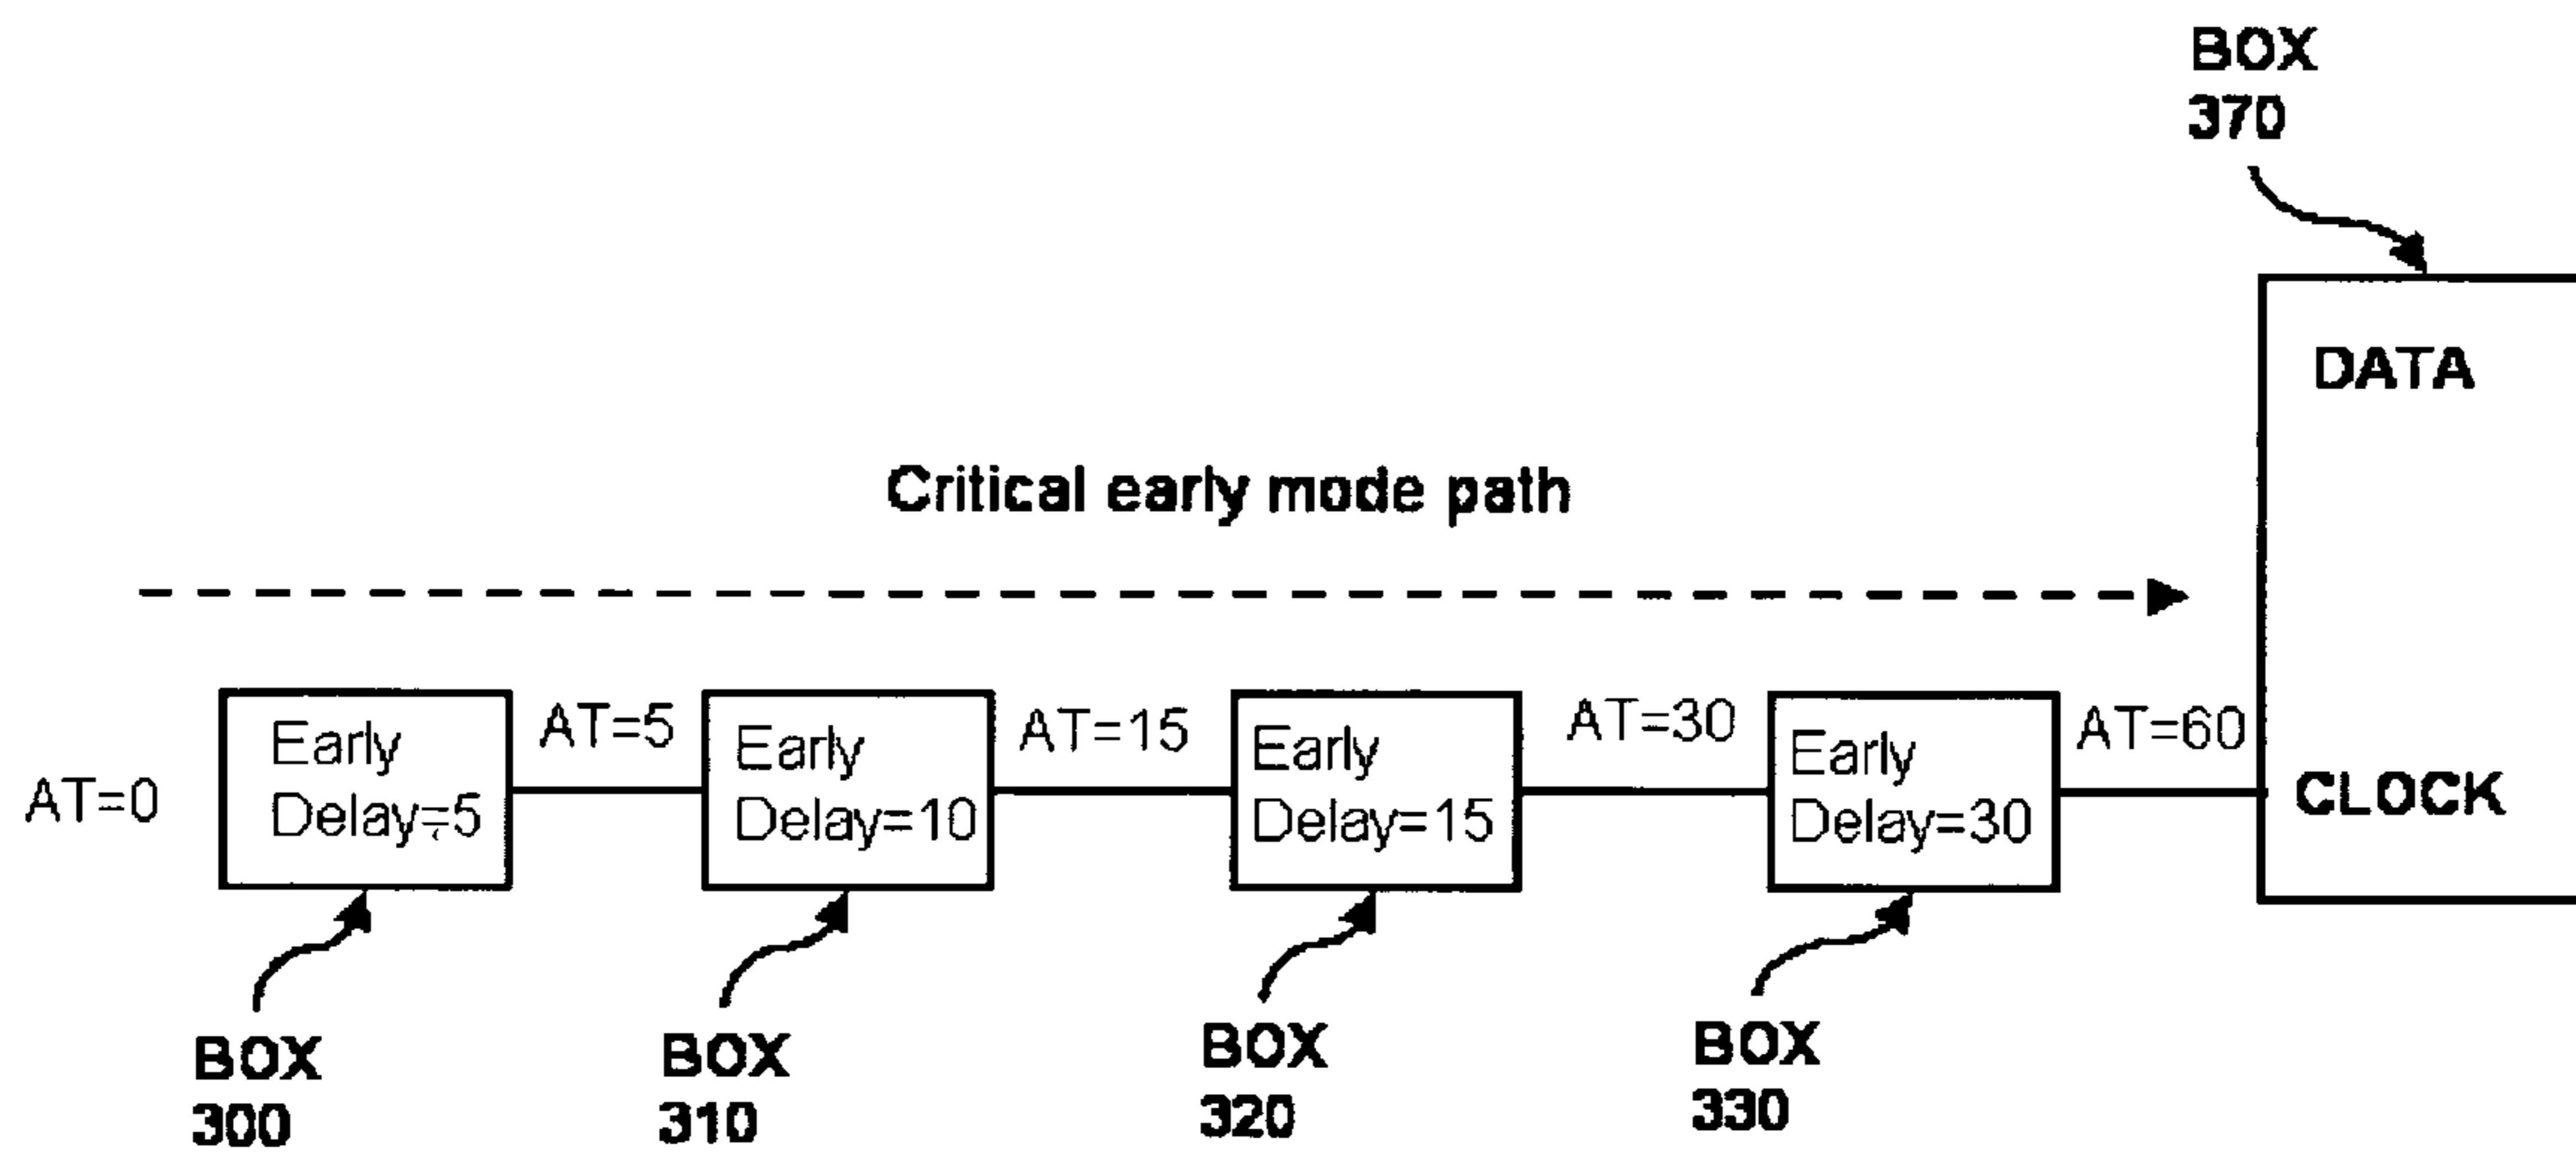 BOX
370
DATA
Critical early mode path
AT=0
Early
Delay=5
AT=5
Early
Delay=10
AT=15
Early
Delay=15
AT=30
Early
Delay=30
AT=60
CLOCK
BOX
300
BOX
310
BOX
320
BOX
330